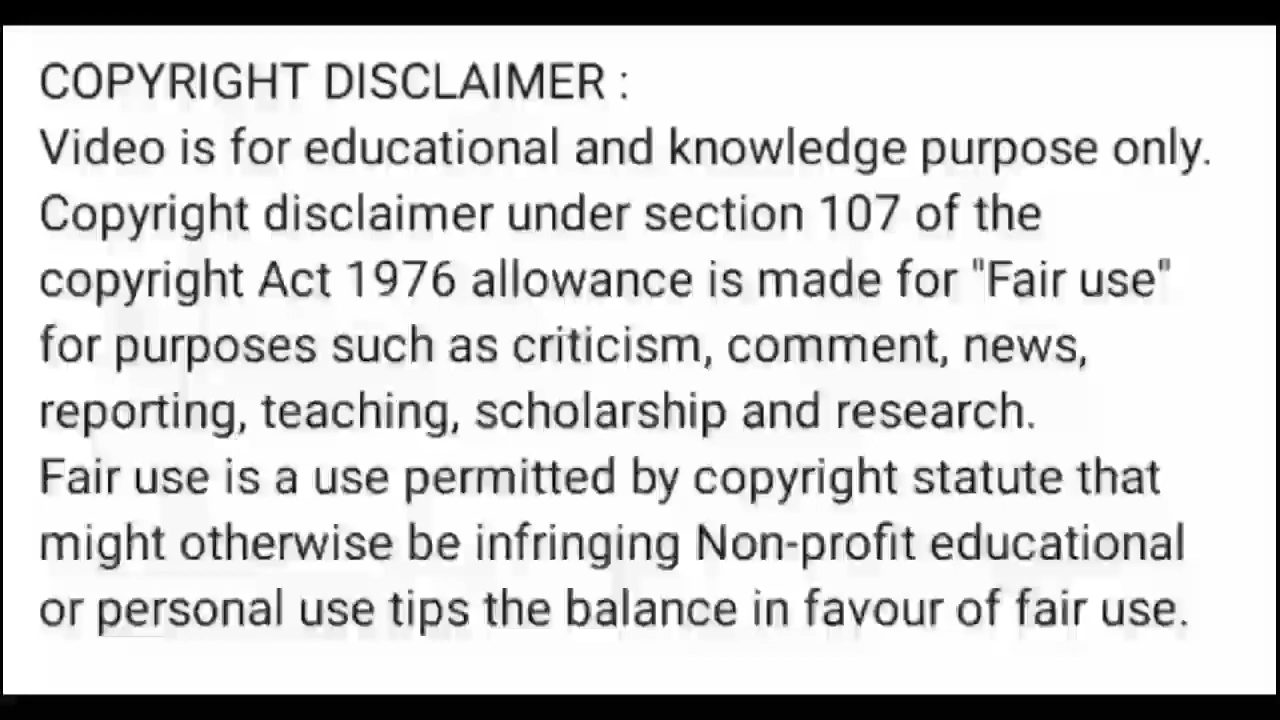 COPYRIGHT DISCLAIMER :
Video is for educational and knowledge purpose only.
Copyright disclaimer under section 107 of the
copyright Act 1976 allowance is made for "Fair use"
for purposes such as criticism, comment, news,
reporting, teaching, scholarship and research.
Fair use is a use permitted by copyright statute that
might otherwise be infringing Non-profit educational
or personal use tips the balance in favour of fair use.